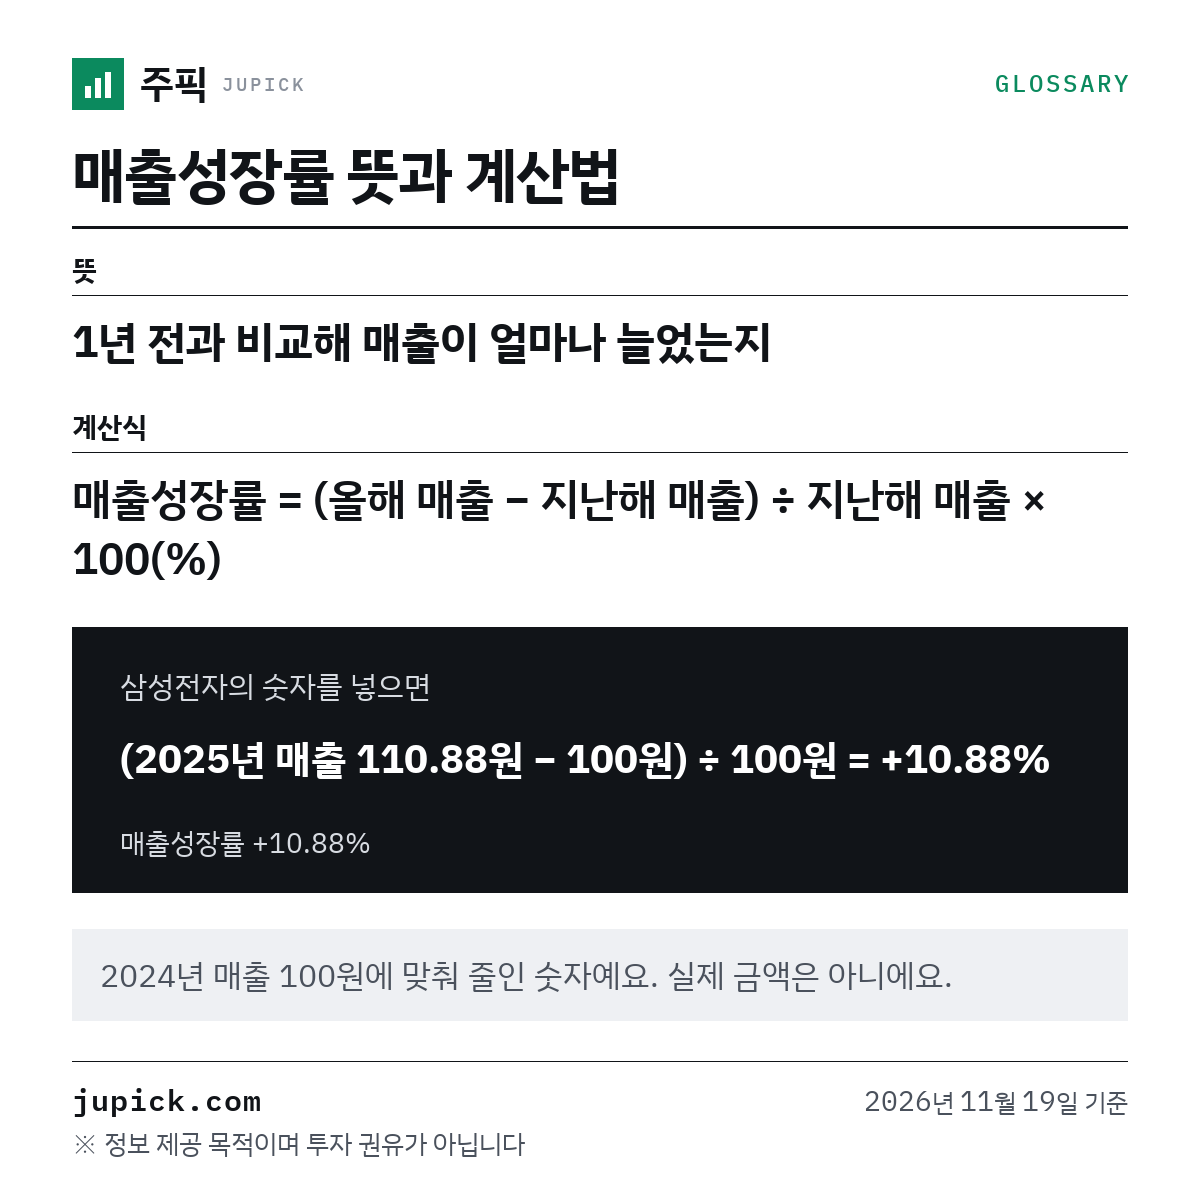 주픽 JUPICK
GLOSSARY
매출성장률 뜻과 계산법
뜻
1년 전과 비교해 매출이 얼마나 늘었는지
계산식
매출성장률 = (올해 매출 − 지난해 매출) ÷ 지난해 매출 ×
100(%)
삼성전자의 숫자를 넣으면
(2025년 매출 110.88원 − 100원) ÷ 100원 = +10.88%
매출성장률 +10.88%
2024년 매출 100원에 맞춰 줄인 숫자예요. 실제 금액은 아니에요.
jupick.com
2026년 11월 19일 기준
※ 정보 제공 목적이며 투자 권유가 아닙니다